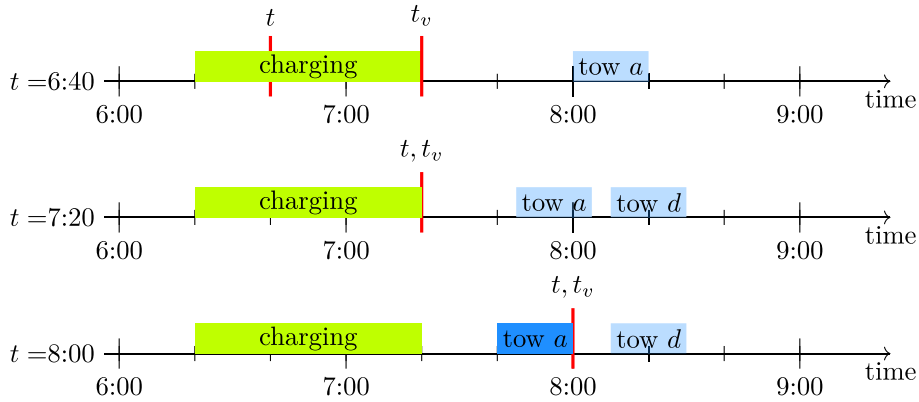 t t_v
t =6:40 charging tow a
6:00 7:00 8:00 9:00 time
t, t_v
t =7:20 charging tow a tow d
6:00 7:00 8:00 9:00 time
t, t_v
t =8:00 charging tow a tow d
6:00 7:00 8:00 9:00 time